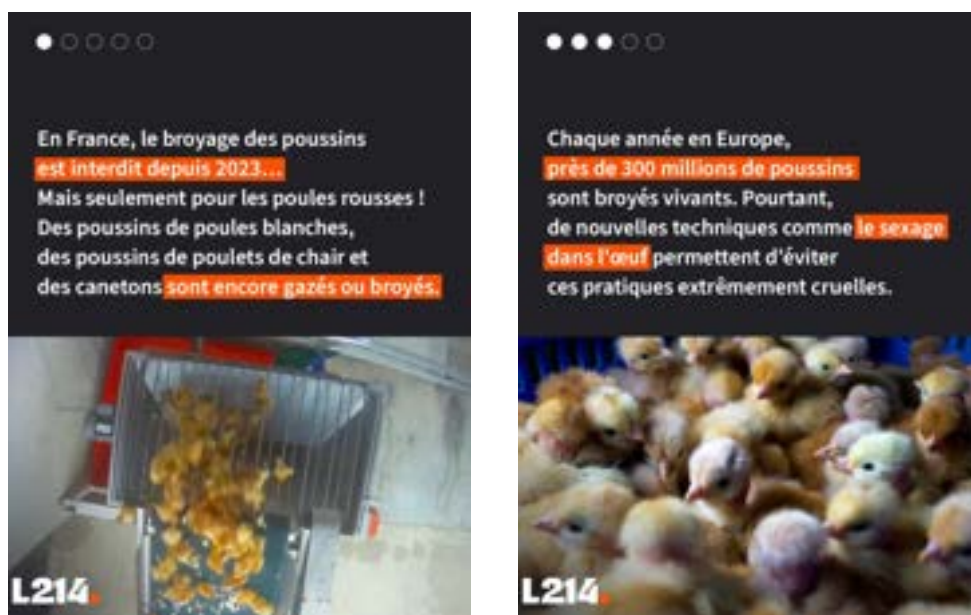 En France, le broyage des poussins
est interdit depuis 2023...
Mais seulement pour les poules rousses !
Des poussins de poules blanches,
des poussins de poulets de chair et
des canetons sont encore gazés ou broyés.
L214.
Chaque année en Europe,
près de 300 millions de poussins
sont broyés vivants. Pourtant,
de nouvelles techniques comme le sexage
dans l'œuf permettent d'éviter
ces pratiques extrêmement cruelles.
L214.